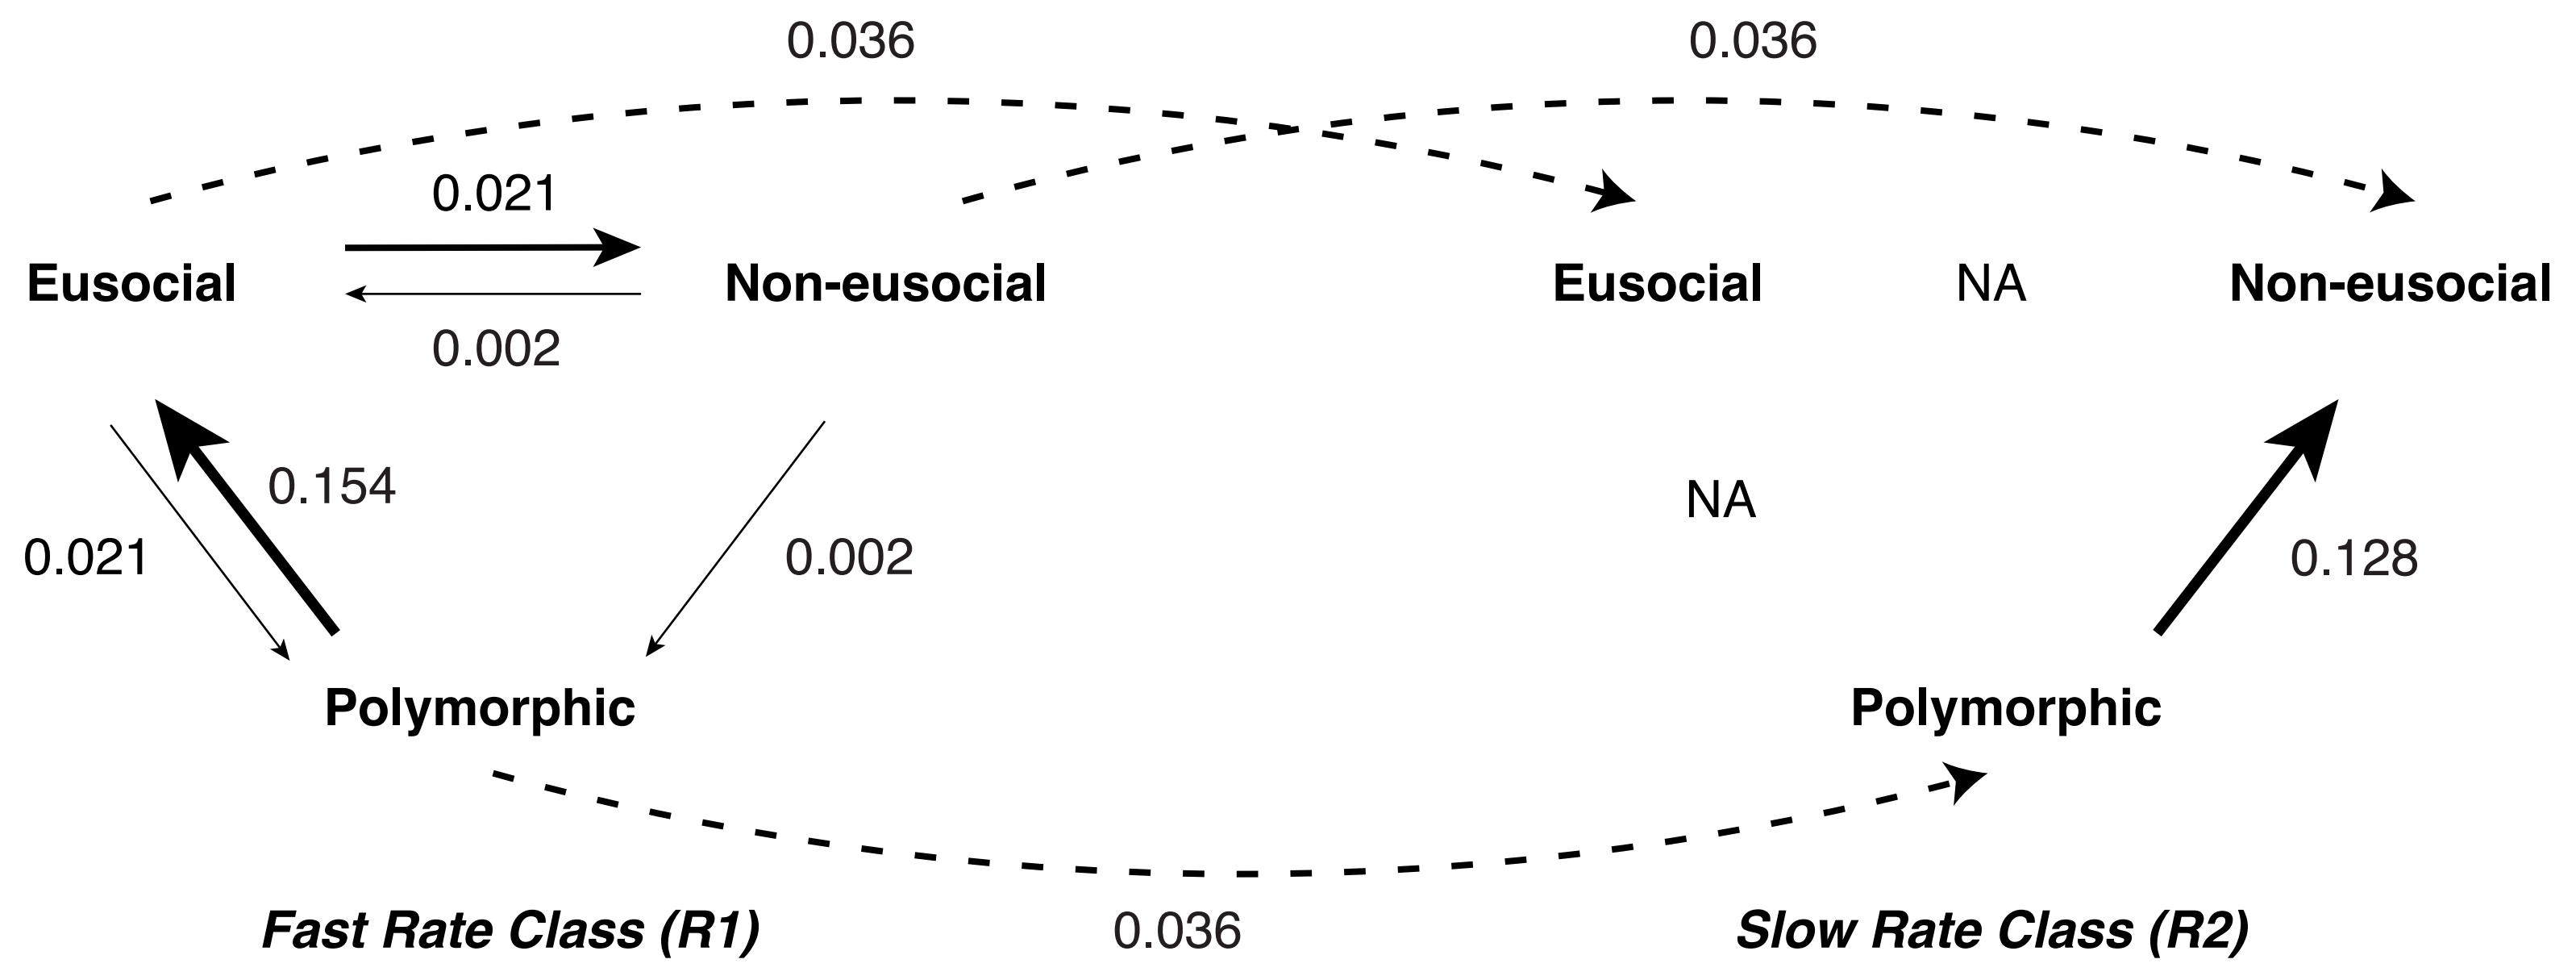 0.036
0.036
0.021
Eusocial
Non-eusocial
Eusocial
NA
Non-eusocial
0.002
0.154
NA
0.021
0.002
0.128
Polymorphic
Polymorphic
Fast Rate Class (R1)
0.036
Slow Rate Class (R2)